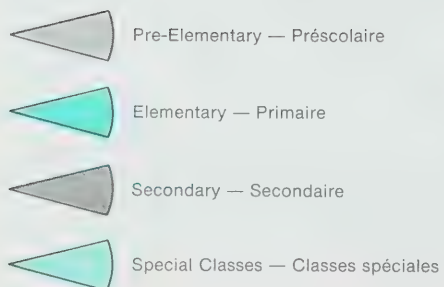 Pre-Elementary — Préscolaire
Elementary — Primaire
Secondary — Secondaire
Special Classes — Classes spéciales